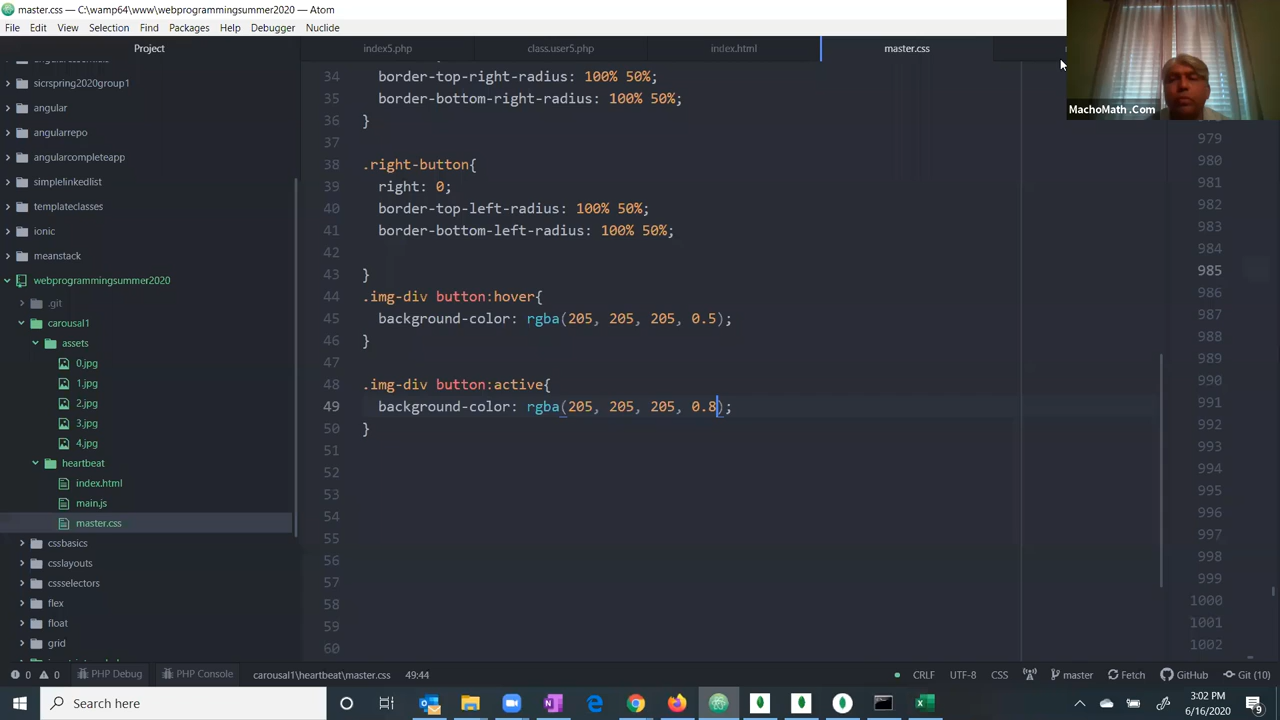 master.css — C:\wamp64\www\webprogrammingsummer2020 — Atom
File Edit View Selection Find Packages Help Debugger Nuclide
Project
index5.php
class.user5.php
index.html
master.css
MachoMath .Com
sicrspring2020group1
angular
angularrepo
angularcompleteapp
simplelinkedlist
templateclasses
ionic
meanstack
webprogrammingsummer2020
.git
carousal1
assets
0.jpg
1.jpg
2.jpg
3.jpg
4.jpg
heartbeat
index.html
main.js
master.css
cssbasics
csslayouts
cssselectors
flex
float
grid
34 border-top-right-radius: 100% 50%;
35 border-bottom-right-radius: 100% 50%;
36 }
37
38 .right-button{
39 right: 0;
40 border-top-left-radius: 100% 50%;
41 border-bottom-left-radius: 100% 50%;
42
43 }
44 .img-div button:hover{
45 background-color: rgba(205, 205, 205, 0.5);
46 }
47
48 .img-div button:active{
49 background-color: rgba(205, 205, 205, 0.8);
50 }
51
52
53
54
55
56
57
58
59
60
979
980
981
982
983
984
985
986
987
988
989
990
991
992
993
994
995
996
997
998
999
1000
1001
1002
0 0 PHP Debug PHP Console carousal1\heartbeat\master.css 49:44 CRLF UTF-8 CSS master Fetch GitHub Git (10)
Search here
3:02 PM
6/16/2020
9